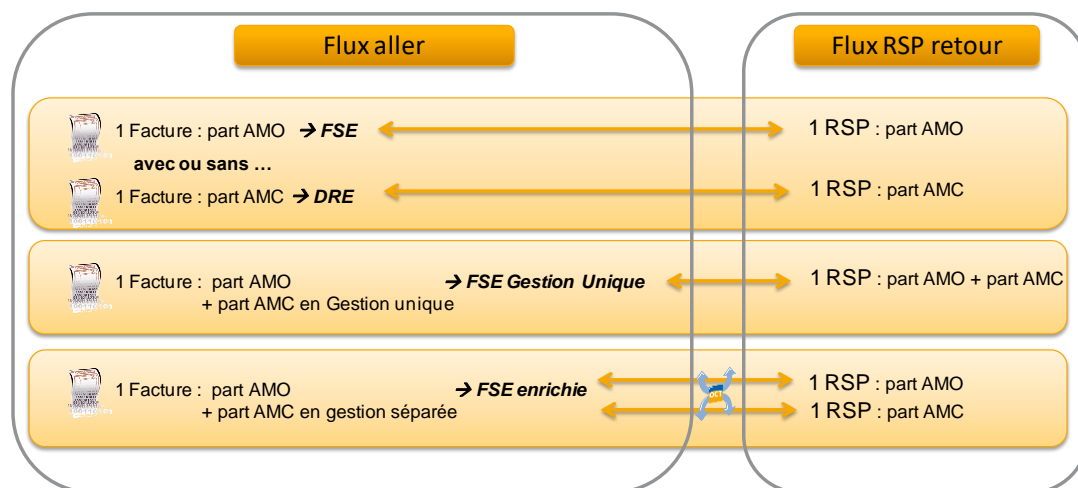 Flux aller
Flux RSP retour
1 Facture : part AMO → FSE
1 RSP : part AMO
avec ou sans ...
1 Facture : part AMC → DRE
1 RSP : part AMC
1 Facture : part AMO → FSE Gestion Unique
+ part AMC en Gestion unique
1 RSP : part AMO + part AMC
1 Facture : part AMO → FSE enrichie
+ part AMC en gestion séparée
OCT
1 RSP : part AMO
1 RSP : part AMC